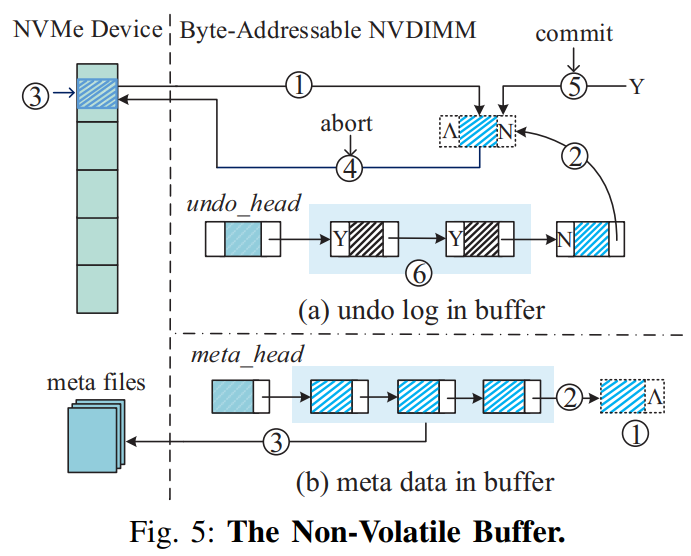 NVMe Device
Byte-Addressable NVDIMM
commit
③
①
⑤
Y
abort
Λ
N
④
②
undo_head
Y
Y
N
⑥
(a) undo log in buffer
meta_head
meta files
②
Λ
③
①
(b) meta data in buffer
Fig. 5: The Non-Volatile Buffer.